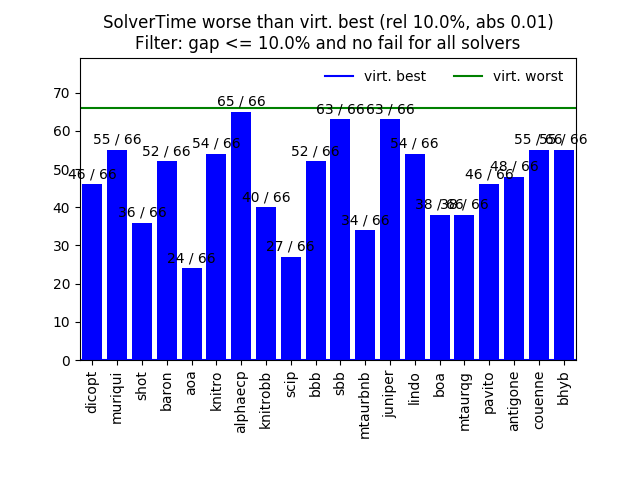 SolverTime worse than virt. best (rel 10.0%, abs 0.01)
Filter: gap <= 10.0% and no fail for all solvers
virt. best
virt. worst
70
60
50
40
30
20
10
0
46 / 66
55 / 66
36 / 66
52 / 66
24 / 66
54 / 66
65 / 66
40 / 66
27 / 66
52 / 66
63 / 66
34 / 66
63 / 66
54 / 66
38 / 66
38 / 66
46 / 66
48 / 66
55 / 66
55 / 66
dicopt
muriqui
shot
baron
aoa
knitro
alphaecp
knitrobb
scip
bbb
sbb
mtaurbnb
juniper
lindo
boa
mtaurqg
pavito
antigone
couenne
bhyb